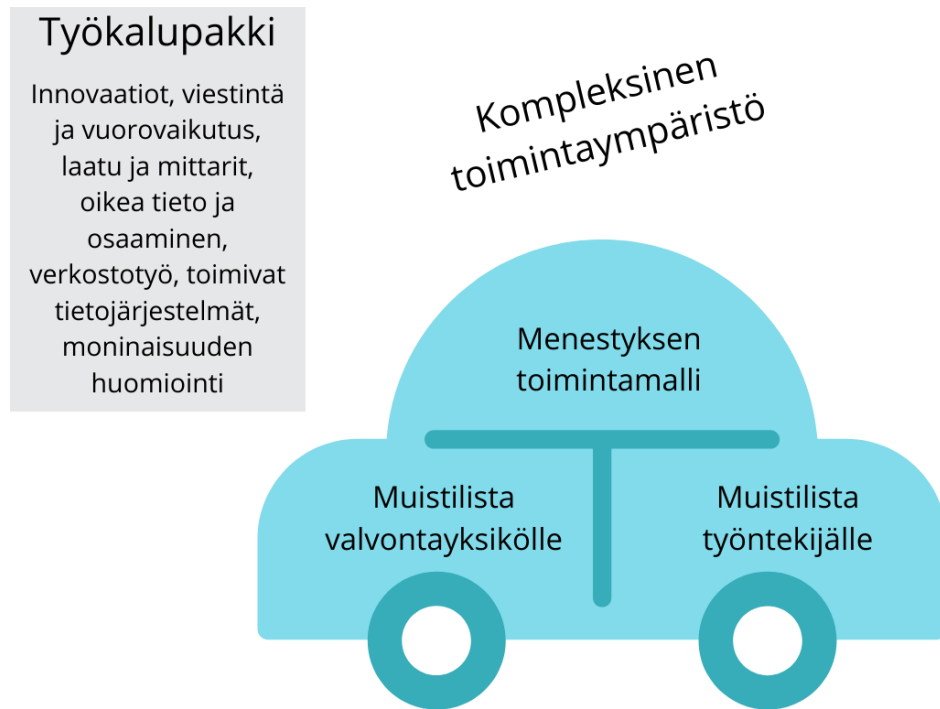 Työkalupakki
Innovaatiot, viestintä
ja vuorovaikutus,
laatu ja mittarit,
oikea tieto ja
osaaminen,
verkostotyö, toimivat
tietojärjestelmät,
moninaisuuden
huomiointi
Kompleksinen
toimintaympäristö
Menestyksen
toimintamalli
Muistilista
valvontayksikölle
Muistilista
työntekijälle